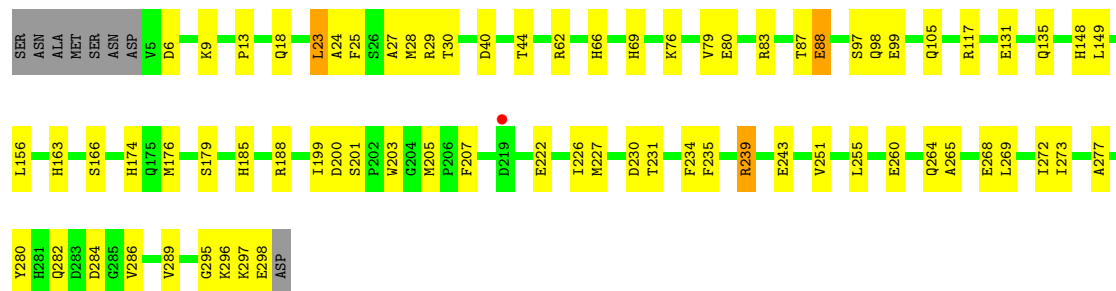 SER ASN ALA MET SER ASN ASP V5 D6 K9 P13 Q18 L23 A24 F25 S26 A27 M28 R29 T30 D40 T44 R62 H66 H69 K76 V79 E80 R83 T87 E88 S97 Q98 E99 Q105 R117 E131 Q135 H148 L149
L156 H163 S166 H174 Q175 M176 S179 H185 R188 I199 D200 S201 P202 W203 G204 M205 P206 F207 D219 E222 I226 M227 D230 T231 F234 F235 R239 E243 V251 L255 E260 Q264 A265 E268 L269 I272 I273 A277
Y280 H281 Q282 D283 D284 G285 V286 V289 G295 K296 K297 E298 ASP